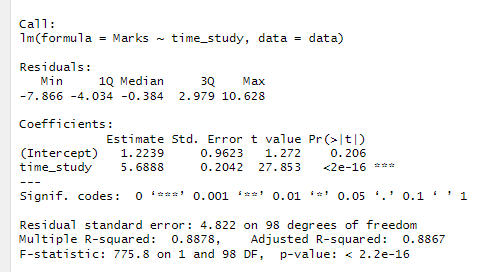 Call:
lm(formula = Marks ~ time_study, data = data)
Residuals:
Min 1Q Median 3Q Max
-7.866 -4.034 -0.384 2.979 10.628
Coefficients:
Estimate Std. Error t value Pr(>|t|)
(Intercept) 1.2239 0.9623 1.272 0.206
time_study 5.6888 0.2042 27.853 <2e-16 ***
---
Signif. codes: 0 ‘***’ 0.001 ‘**’ 0.01 ‘*’ 0.05 ‘.’ 0.1 ‘ ’ 1
Residual standard error: 4.822 on 98 degrees of freedom
Multiple R-squared: 0.8878, Adjusted R-squared: 0.8867
F-statistic: 775.8 on 1 and 98 DF, p-value: < 2.2e-16